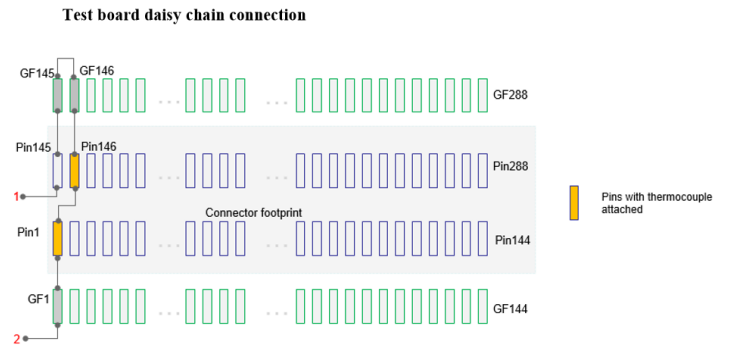 Test board daisy chain connection
GF145
GF146
GF288
Pin145
Pin146
Pin288
1
Pins with thermocouple
attached
Connector footprint
Pin1
Pin144
GF1
GF144
2